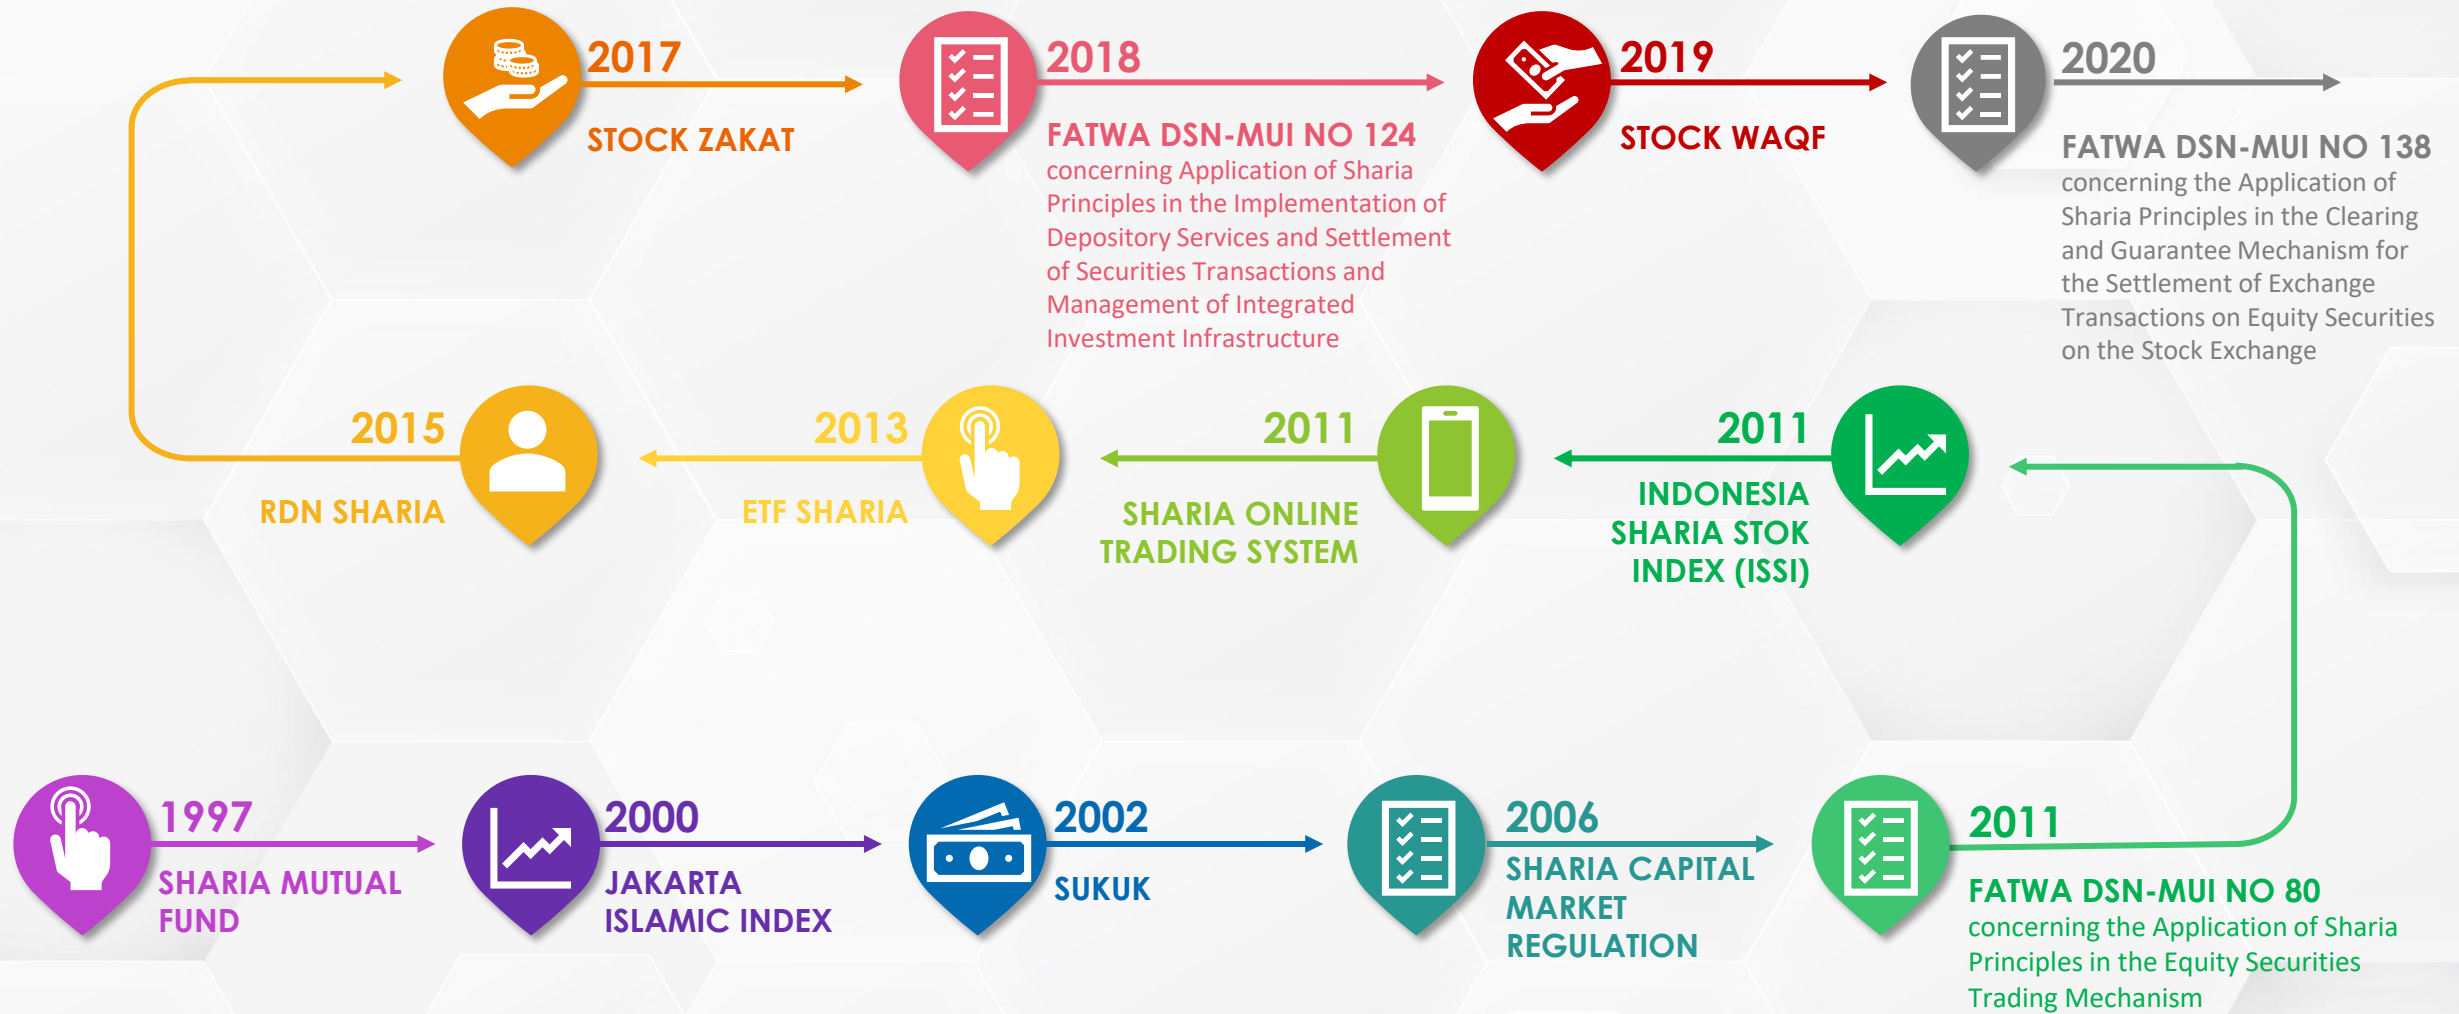 2017
STOCK ZAKAT
2018
FATWA DSN-MUI NO 124
concerning Application of Sharia
Principles in the Implementation of
Depository Services and Settlement
of Securities Transactions and
Management of Integrated
Investment Infrastructure
2019
STOCK WAQF
2020
FATWA DSN-MUI NO 138
concerning the Application of
Sharia Principles in the Clearing
and Guarantee Mechanism for
the Settlement of Exchange
Transactions on Equity Securities
on the Stock Exchange
2015
RDN SHARIA
2013
ETF SHARIA
2011
SHARIA ONLINE
TRADING SYSTEM
2011
INDONESIA
SHARIA STOK
INDEX (ISSI)
1997
SHARIA MUTUAL
FUND
2000
JAKARTA
ISLAMIC INDEX
2002
SUKUK
2006
SHARIA CAPITAL
MARKET
REGULATION
2011
FATWA DSN-MUI NO 80
concerning the Application of Sharia
Principles in the Equity Securities
Trading Mechanism